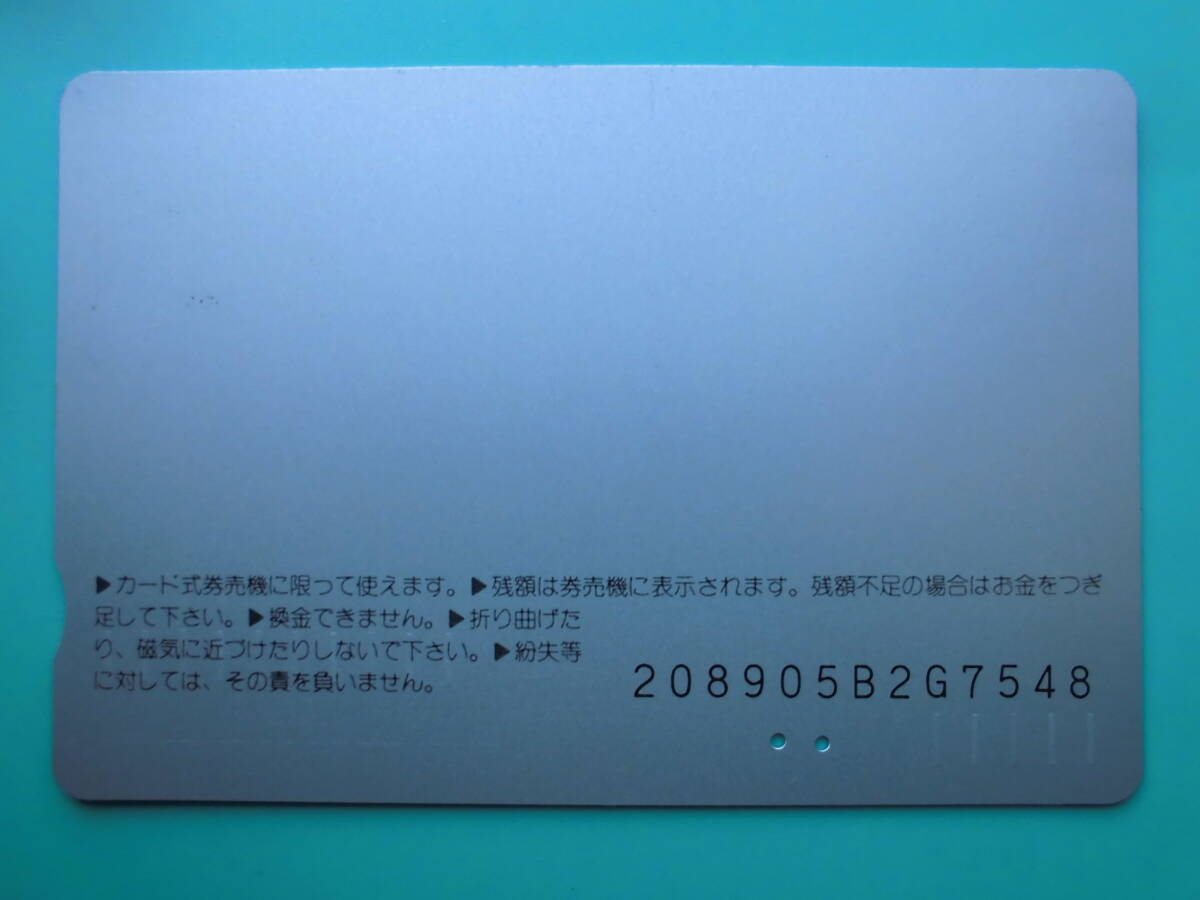 ▶カード式券売機に限って使えます。▶残額は券売機に表示されます。残額不足の場合はお金をつぎ
足して下さい。▶換金できません。▶折り曲げた
り、磁気に近づけたりしないで下さい。▶紛失等
に対しては、その責を負いません。
208905B2G7548